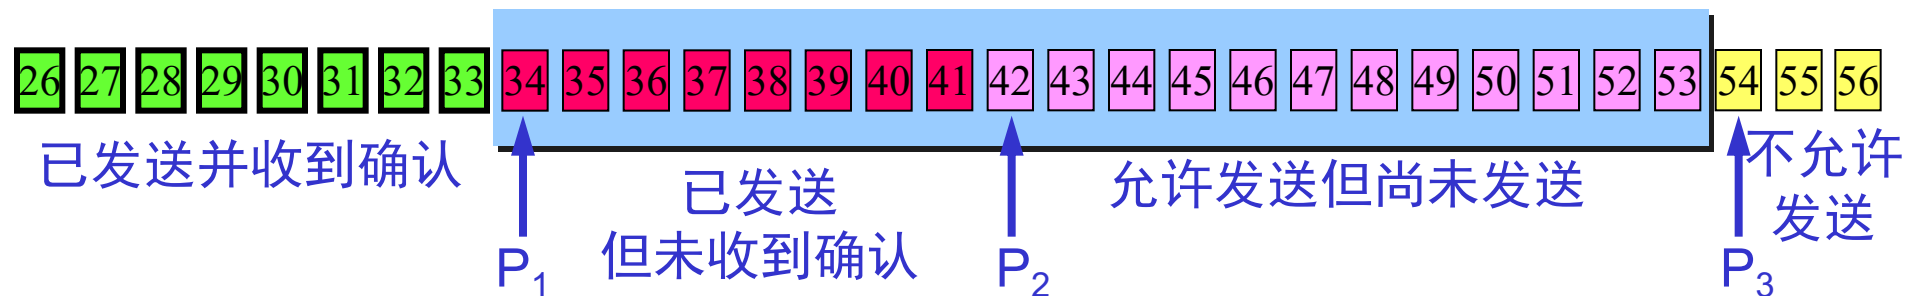 26 27 28 29 30 31 32 33 34 35 36 37 38 39 40 41 42 43 44 45 46 47 48 49 50 51 52 53 54 55 56
已发送并收到确认
已发送
但未收到确认
允许发送但尚未发送
不允许
发送
P1
P2
P3